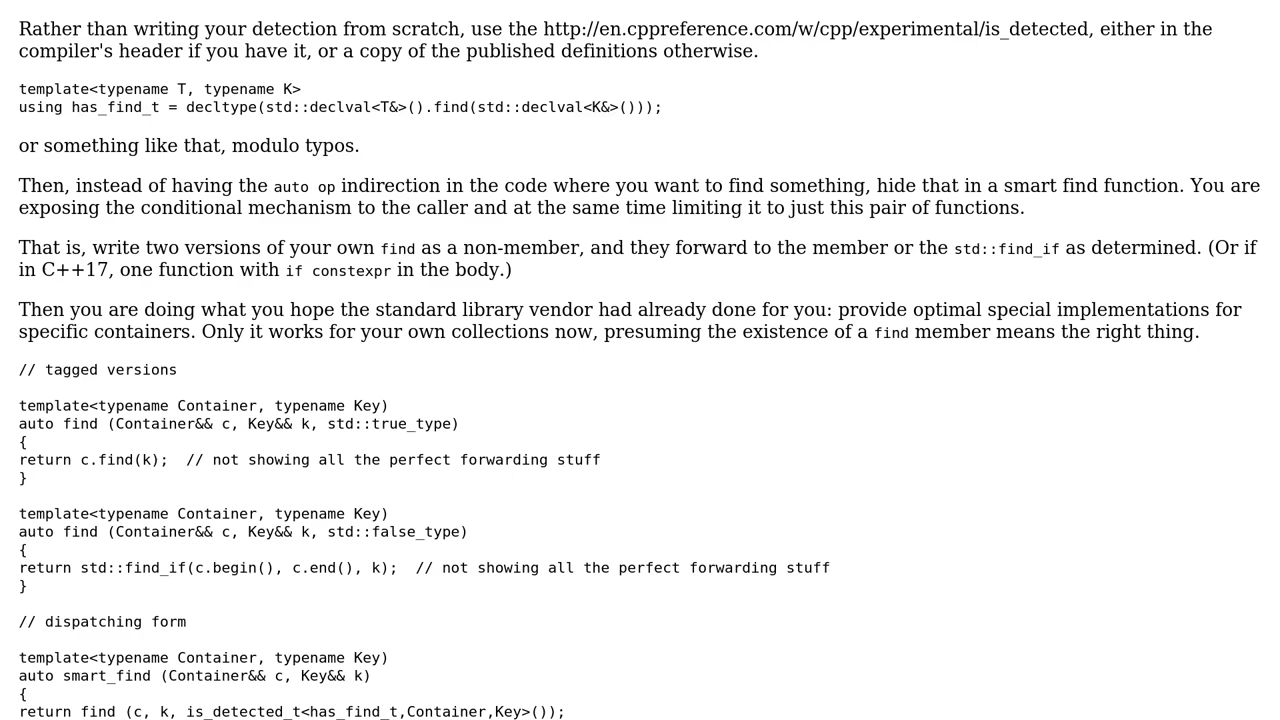 Rather than writing your detection from scratch, use the http://en.cppreference.com/w/cpp/experimental/is_detected, either in the
compiler's header if you have it, or a copy of the published definitions otherwise.
template<typename T, typename K>
using has_find_t = decltype(std::declval<T&>().find(std::declval<K&>()));
or something like that, modulo typos.
Then, instead of having the auto op indirection in the code where you want to find something, hide that in a smart find function. You are
exposing the conditional mechanism to the caller and at the same time limiting it to just this pair of functions.
That is, write two versions of your own find as a non-member, and they forward to the member or the std::find_if as determined. (Or if
in C++17, one function with if constexpr in the body.)
Then you are doing what you hope the standard library vendor had already done for you: provide optimal special implementations for
specific containers. Only it works for your own collections now, presuming the existence of a find member means the right thing.
// tagged versions
template<typename Container, typename Key)
auto find (Container&& c, Key&& k, std::true_type)
{
return c.find(k);  // not showing all the perfect forwarding stuff
}
template<typename Container, typename Key)
auto find (Container&& c, Key&& k, std::false_type)
{
return std::find_if(c.begin(), c.end(), k);  // not showing all the perfect forwarding stuff
}
// dispatching form
template<typename Container, typename Key)
auto smart_find (Container&& c, Key&& k)
{
return find (c, k, is_detected_t<has_find_t,Container,Key>());